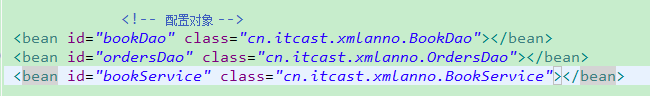 <!-- 配置对象 -->
<bean id="bookDao" class="cn.itcast.xmlanno.BookDao"></bean>
<bean id="ordersDao" class="cn.itcast.xmlanno.OrdersDao"></bean>
<bean id="bookService" class="cn.itcast.xmlanno.BookService"></bean>